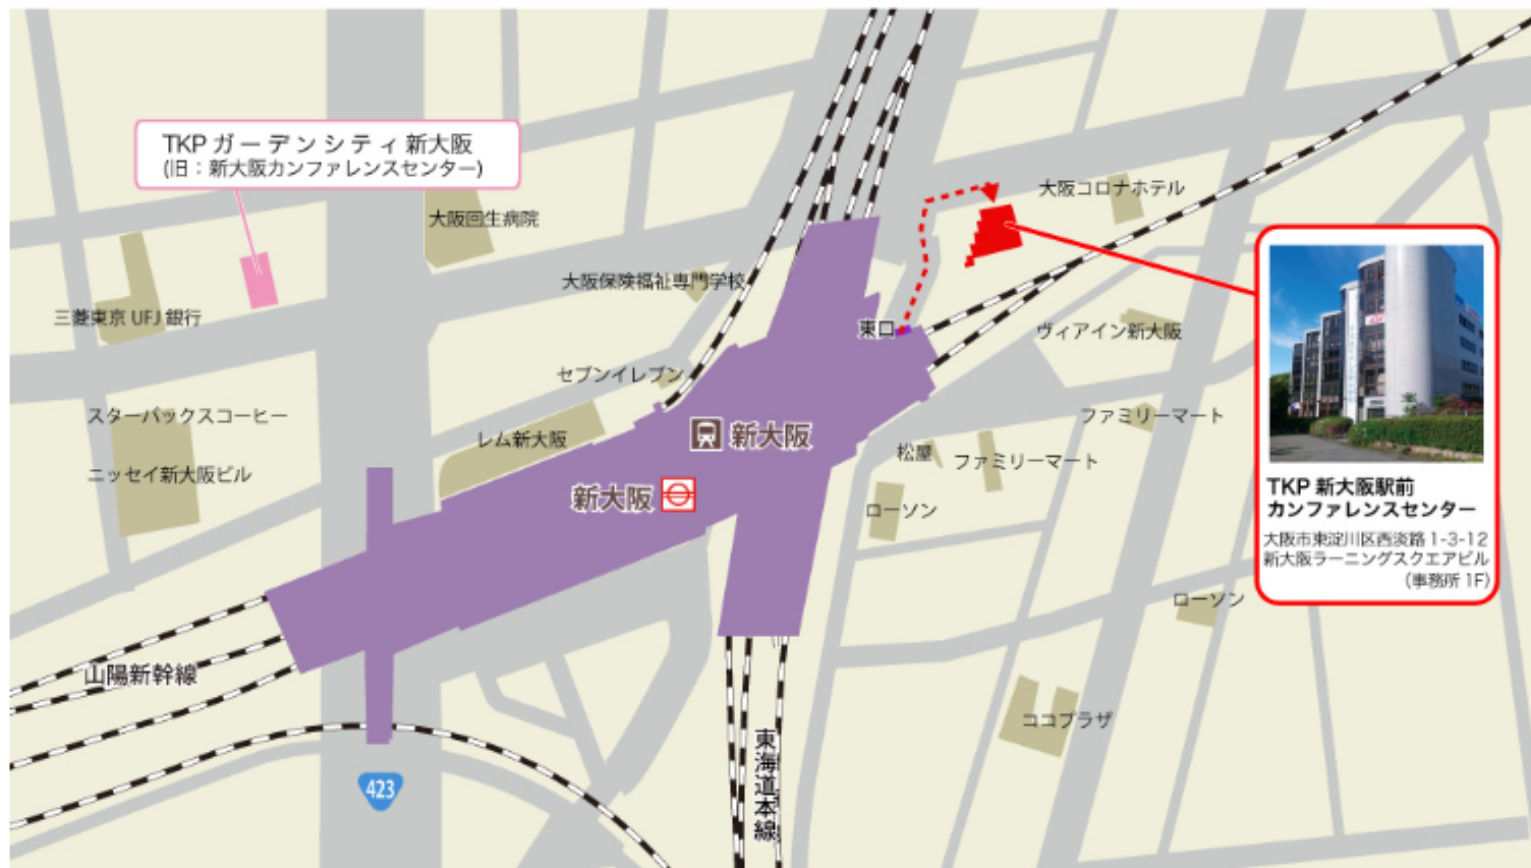 TKP ガーデンシティ新大阪
(旧：新大阪カンファレンスセンター)
大阪回生病院
大阪コロナホテル
大阪保険福祉専門学校
三菱東京 UFJ 銀行
東口
ヴィアイン新大阪
セブンイレブン
スターバックスコーヒー
ファミリーマート
レム新大阪
新大阪
松屋
ファミリーマート
ニッセイ新大阪ビル
新大阪
ローソン
TKP 新大阪駅前
カンファレンスセンター
大阪市東淀川区西淡路 1-3-12
新大阪ラーニングスクエアビル
（事務所 1F）
ローソン
山陽新幹線
ココプラザ
東海道本線
423